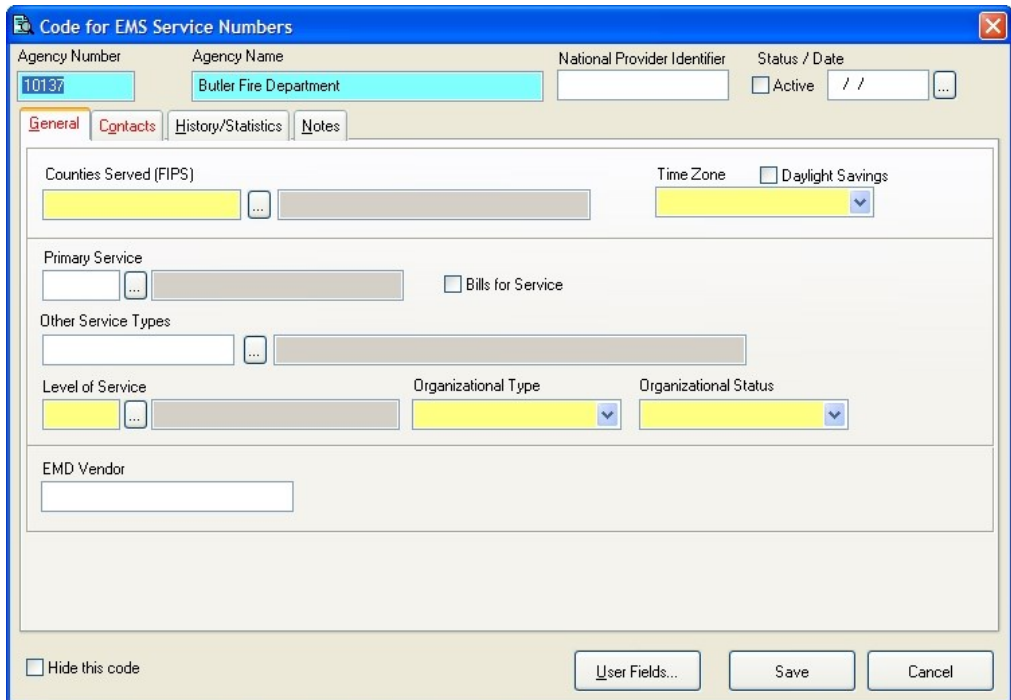 Code for EMS Service Numbers
Agency Number Agency Name National Provider Identifier Status / Date
10137 Butler Fire Department Active / / ...
General Contacts History/Statistics Notes
Counties Served (FIPS) Time Zone Daylight Savings
...
Primary Service
... Bills for Service
Other Service Types
...
Level of Service Organizational Type Organizational Status
...
EMD Vendor
Hide this code User Fields... Save Cancel